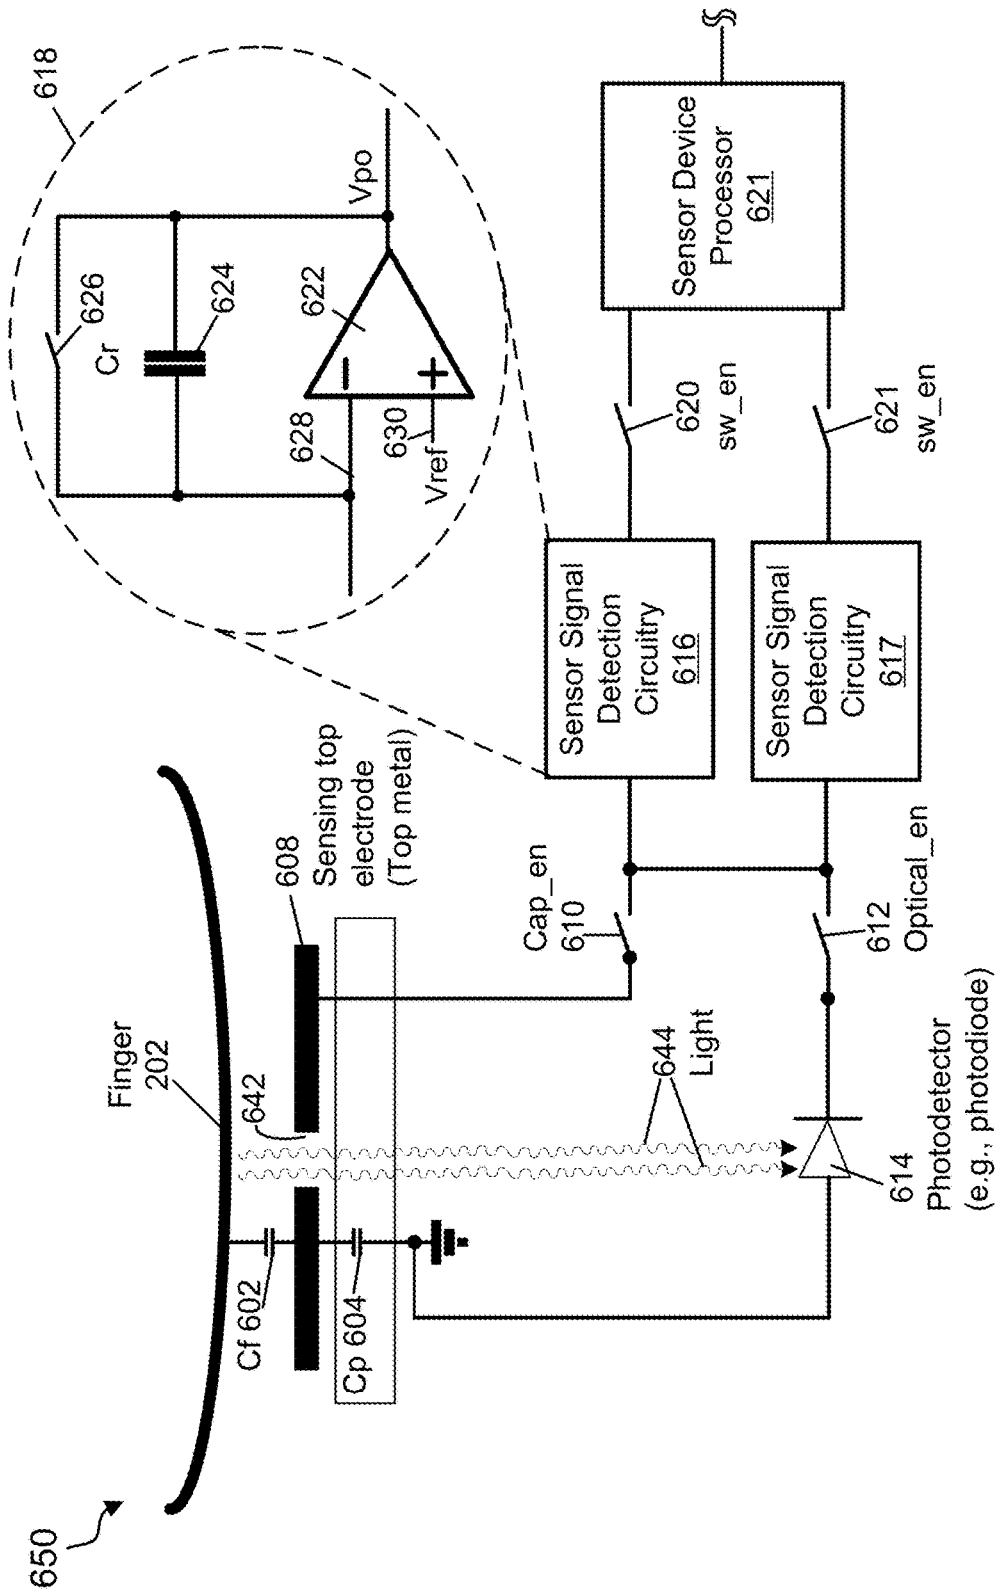 650
Finger
202
642
Cf 602
Cp 604
608
Sensing top
electrode
(Top metal)
644
Light
614
Photodetector
(e.g., photodiode)
Cap_en
610
612
Optical_en
Sensor Signal
Detection
Circuitry
616
Sensor Signal
Detection
Circuitry
617
618
626
Cr
624
622
628
630
Vref
Vpo
620
sw_en
621
sw_en
Sensor Device
Processor
621